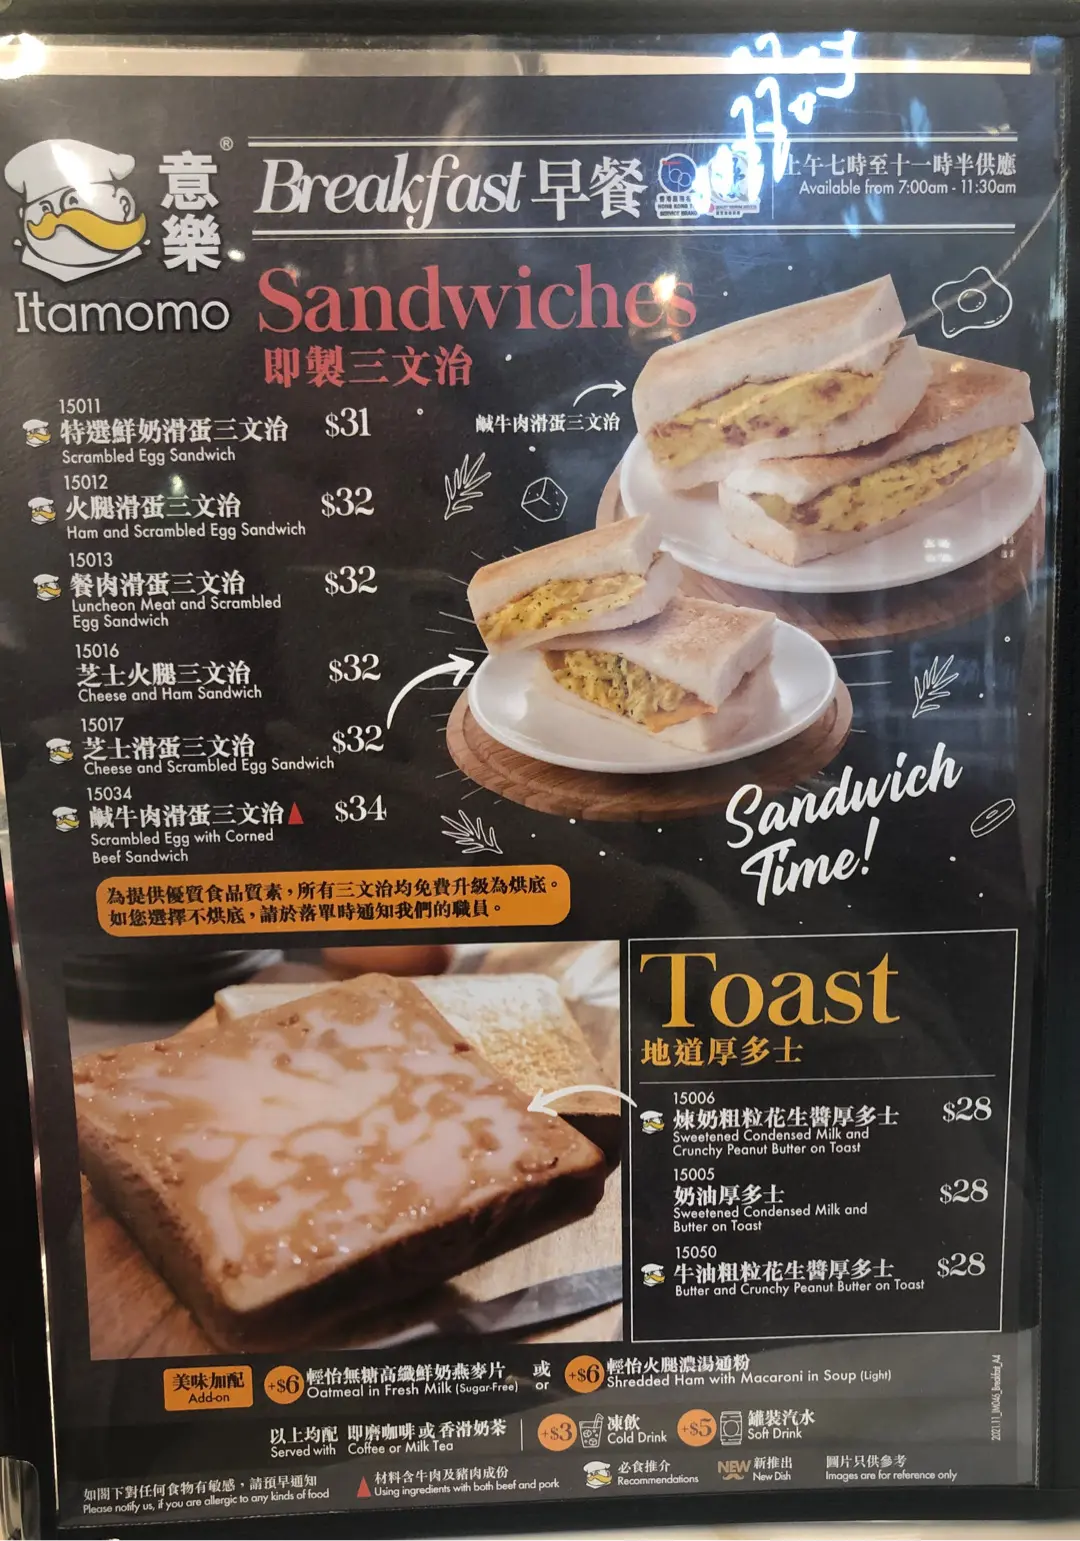 意樂®
Itamomo
Breakfast 早餐
上午七時至十一時半供應
Available from 7:00am - 11:30am
Sandwiches
即製三文治
15011
特選鮮奶滑蛋三文治 $31
Scrambled Egg Sandwich
15012
火腿滑蛋三文治 $32
Ham and Scrambled Egg Sandwich
15013
餐肉滑蛋三文治 $32
Luncheon Meat and Scrambled
Egg Sandwich
15016
芝士火腿三文治 $32
Cheese and Ham Sandwich
15017
芝士滑蛋三文治 $32
Cheese and Scrambled Egg Sandwich
15034
鹹牛肉滑蛋三文治 $34
Scrambled Egg with Corned
Beef Sandwich
鹹牛肉滑蛋三文治
Sandwich
Time!
為提供優質食品質素，所有三文治均免費升級為烘底。
如您選擇不烘底，請於落單時通知我們的職員。
Toast
地道厚多士
15006
煉奶粗粒花生醬厚多士 $28
Sweetened Condensed Milk and
Crunchy Peanut Butter on Toast
15005
奶油厚多士 $28
Sweetened Condensed Milk and
Butter on Toast
15050
牛油粗粒花生醬厚多士 $28
Butter and Crunchy Peanut Butter on Toast
美味加配
Add-on
+$6 輕怡無糖高纖鮮奶燕麥片
Oatmeal in Fresh Milk (Sugar-Free)
或
or
+$6 輕怡火腿濃湯通粉
Shredded Ham with Macaroni in Soup (Light)
以上均配 即磨咖啡或香滑奶茶
Served with Coffee or Milk Tea
+$3 凍飲
Cold Drink
+$5 罐裝汽水
Soft Drink
如閣下對任何食物有敏感，請預早通知
Please notify us, if you are allergic to any kinds of food
材料含牛肉及豬肉成份
Using ingredients with both beef and pork
必食推介
Recommendations
NEW 新推出
New Dish
圖片只供參考
Images are for reference only